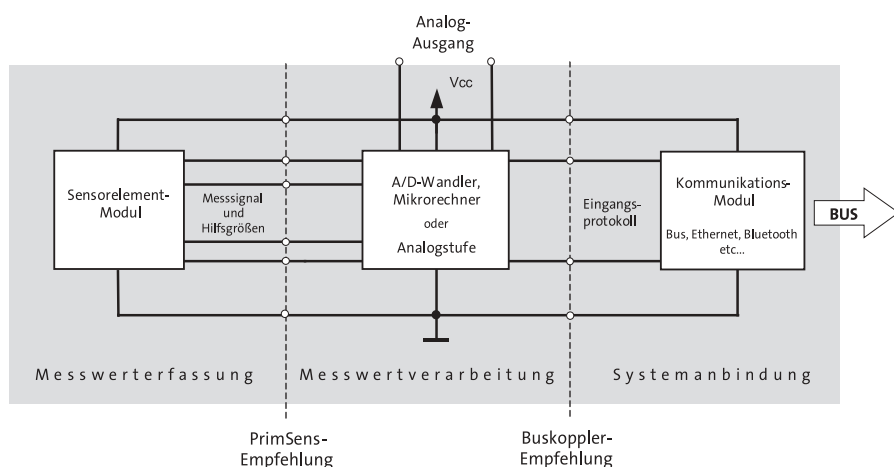 Analog-
Ausgang
Vcc
Sensorelement-
Modul
Messsignal
und
Hilfsgrößen
A/D-Wandler,
Mikrorechner
oder
Analogstufe
Eingangs-
protokoll
Kommunikations-
Modul
Bus, Ethernet, Bluetooth
etc...
BUS
Messwerterfassung
Messwertverarbeitung
Systemanbindung
PrimSens-
Empfehlung
Buskoppler-
Empfehlung